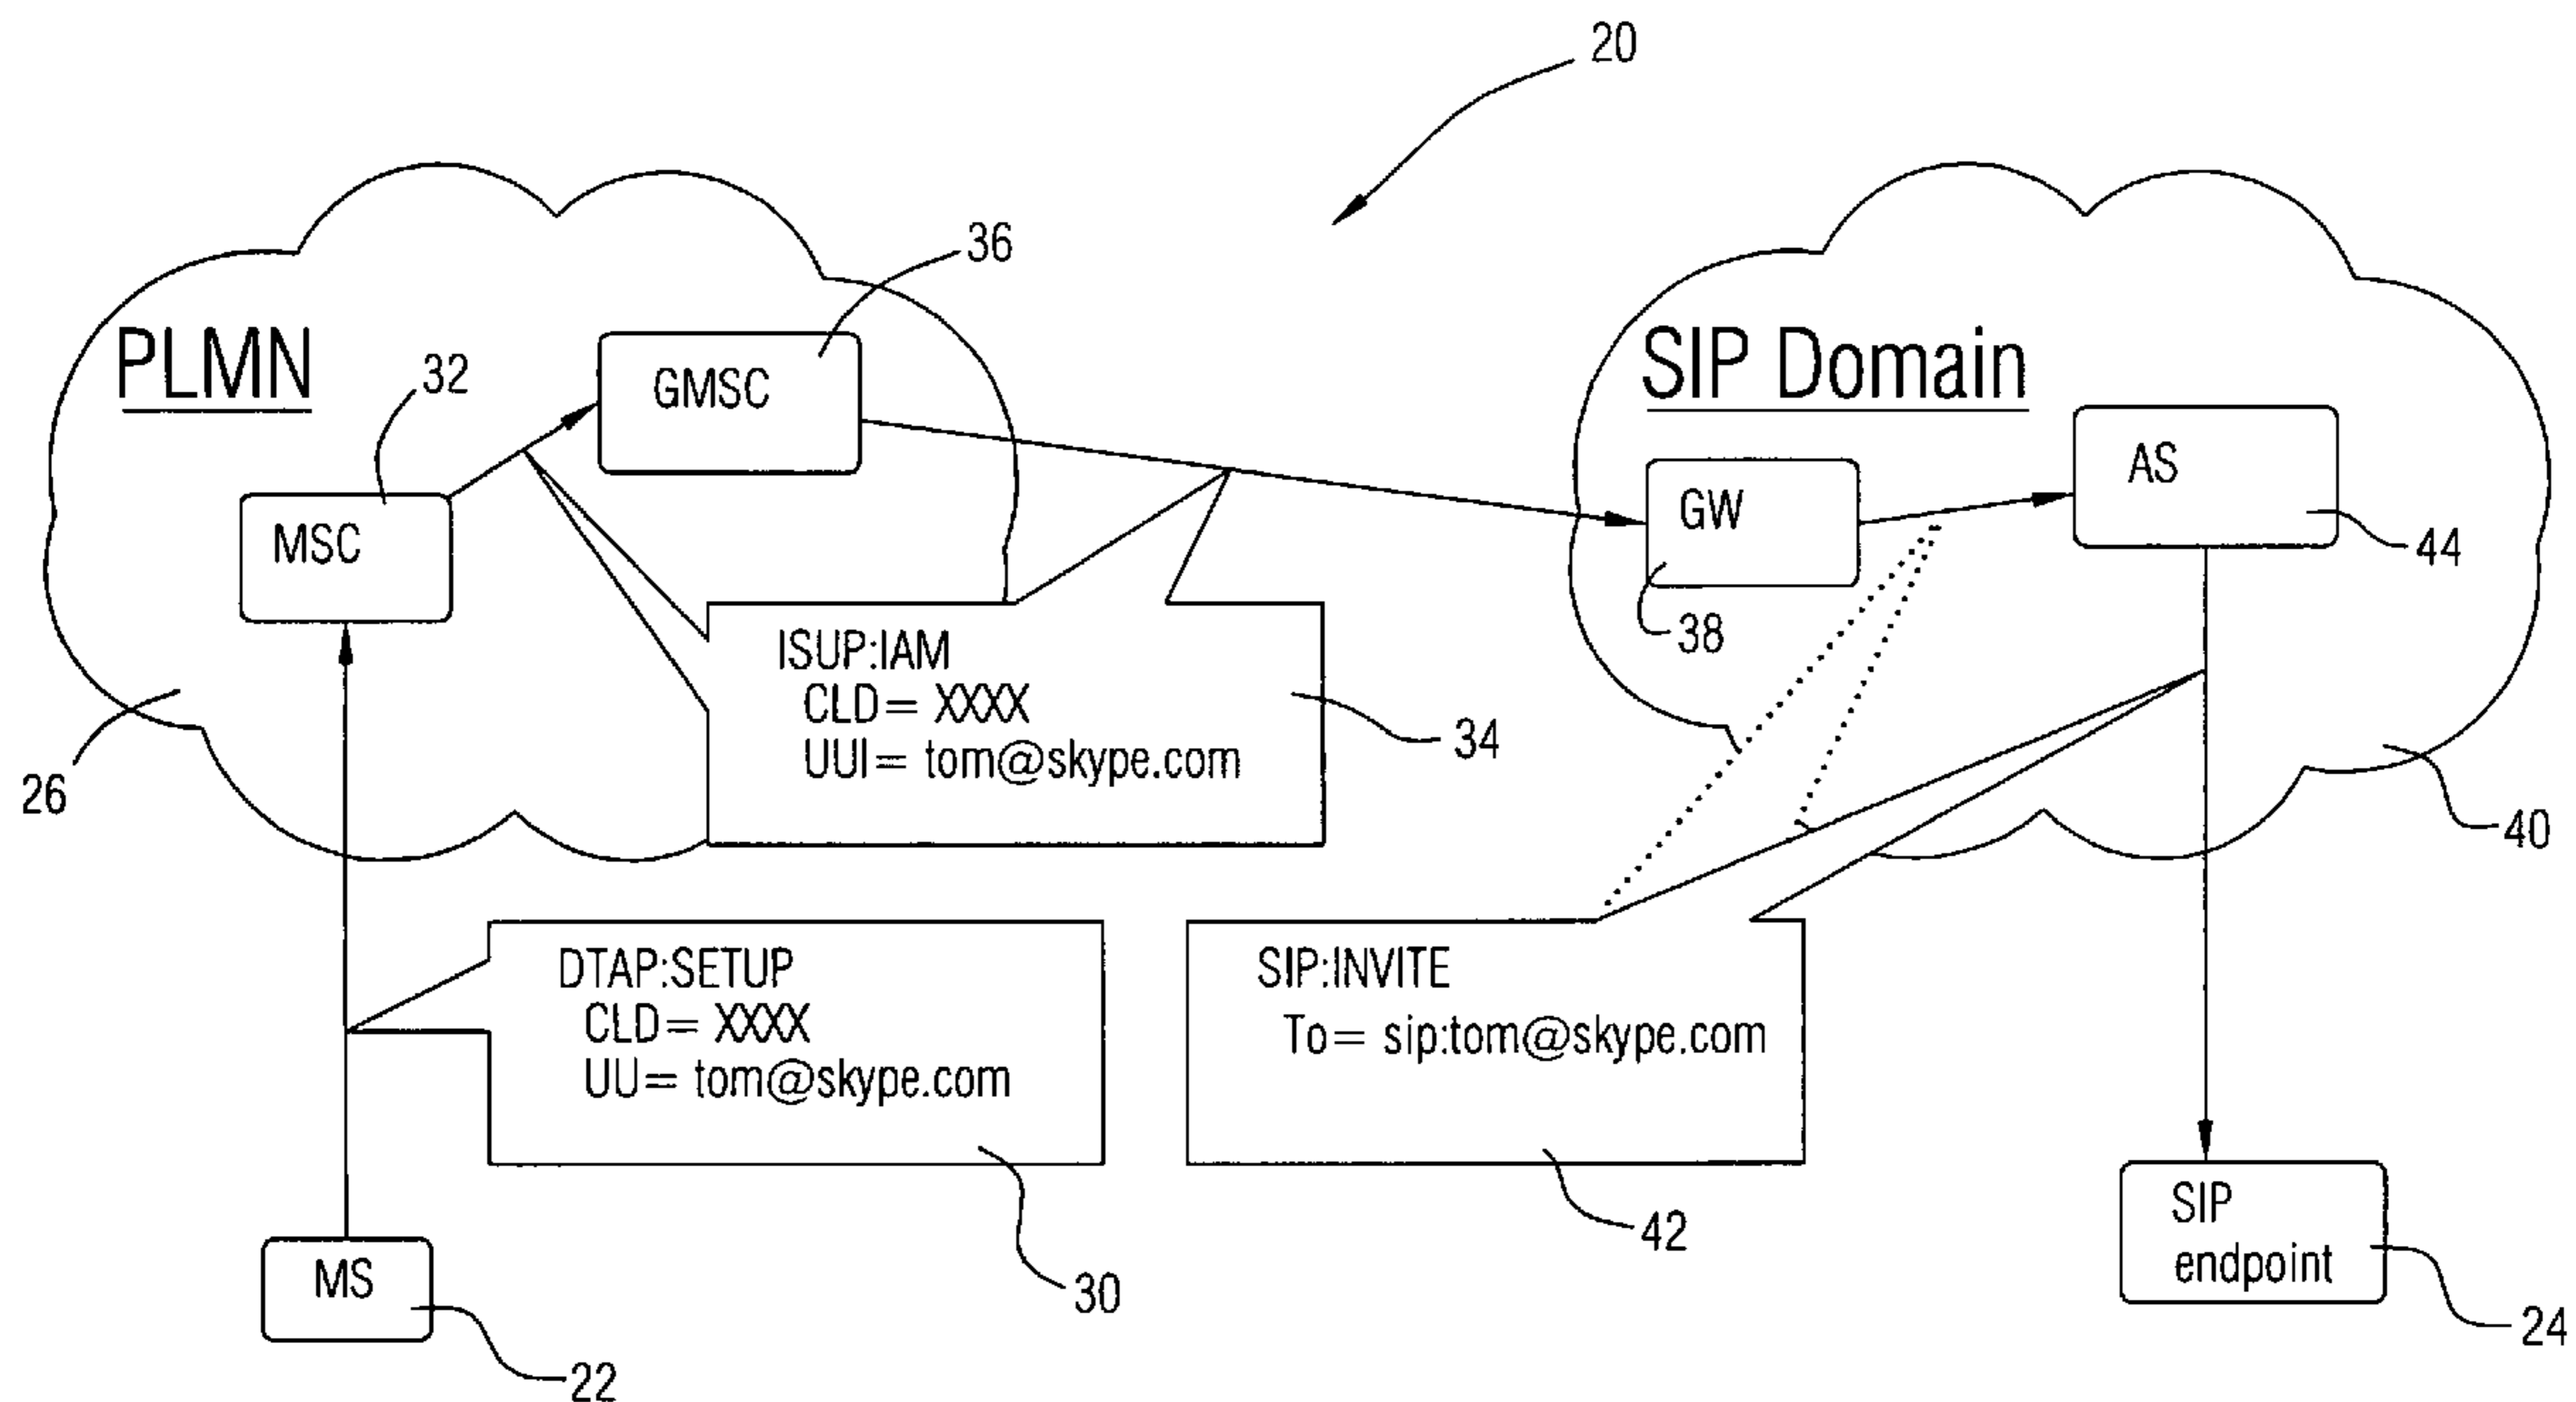 20
36
PLMN
32
GMSC
SIP Domain
MSC
GW
AS
44
38
ISUP:IAM
CLD= XXXX
UUI= tom@skype.com
34
26
40
DTAP:SETUP
CLD= XXXX
UU= tom@skype.com
SIP:INVITE
To= sip:tom@skype.com
42
30
MS
22
SIP
endpoint
24